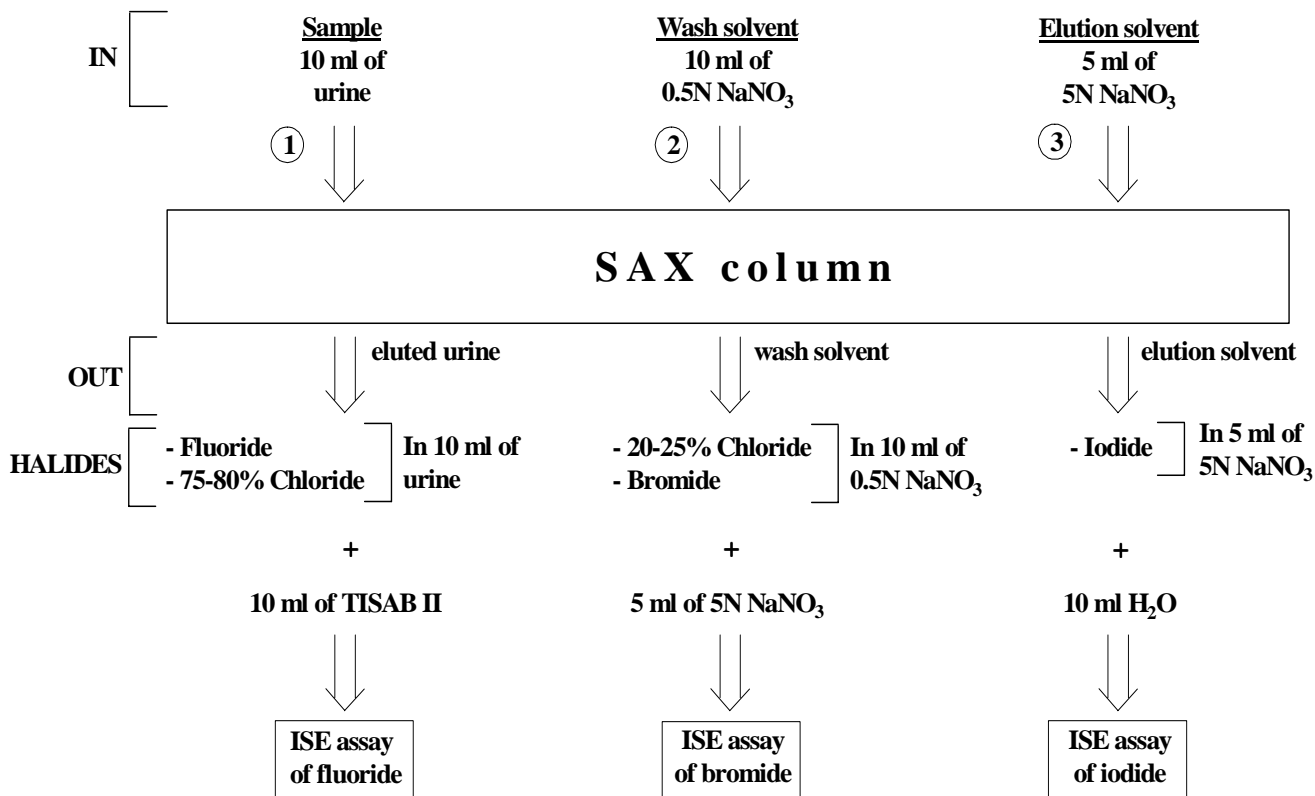 IN
Sample
10 ml of
urine
Wash solvent
10 ml of
0.5N NaNO₃
Elution solvent
5 ml of
5N NaNO₃
1
2
3
SAX column
OUT
eluted urine
wash solvent
elution solvent
HALIDES
- Fluoride
- 75-80% Chloride
In 10 ml of
urine
- 20-25% Chloride
- Bromide
In 10 ml of
0.5N NaNO₃
- Iodide
In 5 ml of
5N NaNO₃
+
+
+
10 ml of TISAB II
5 ml of 5N NaNO₃
10 ml H₂O
ISE assay
of fluoride
ISE assay
of bromide
ISE assay
of iodide